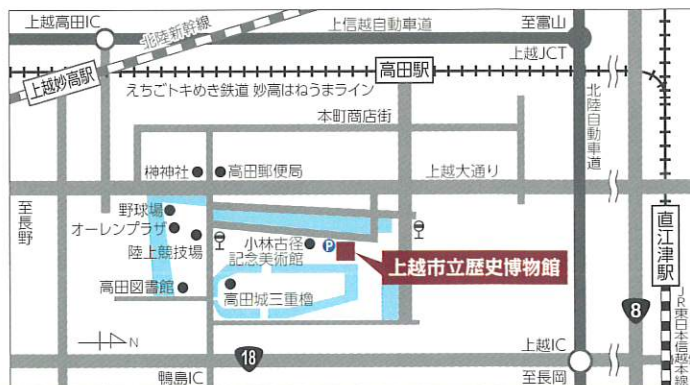 上越高田IC
北陸新幹線
上信越自動車道
至富山
上越JCT
高田駅
上越妙高駅
えちごトキめき鉄道 妙高はねうまライン
北陸自動車道
本町商店街
榊神社
高田郵便局
上越大通り
至長野
野球場
オーレンプラザ
陸上競技場
小林古径
記念美術館
P
上越市立歴史博物館
直江津駅
JR東日本信越本線
高田図書館
高田城三重櫓
8
N
18
上越IC
鴨島IC
至長岡